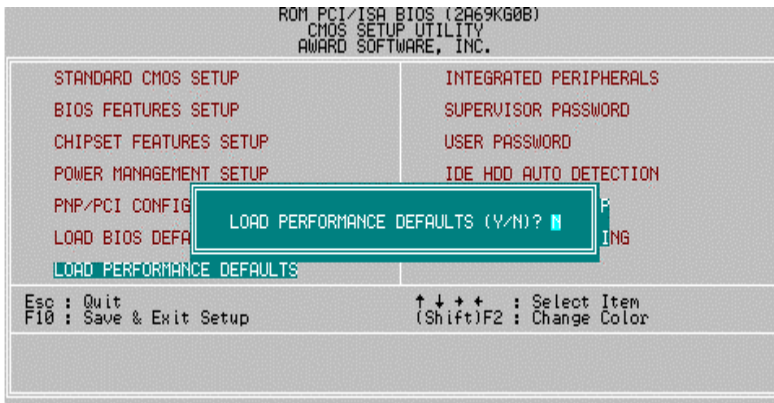 ROM PCI/ISA BIOS (2A69KG0B)
CMOS SETUP UTILITY
AWARD SOFTWARE, INC.
STANDARD CMOS SETUP
BIOS FEATURES SETUP
CHIPSET FEATURES SETUP
POWER MANAGEMENT SETUP
PNP/PCI CONFIG
LOAD BIOS DEFA
LOAD PERFORMANCE DEFAULTS
INTEGRATED PERIPHERALS
SUPERVISOR PASSWORD
USER PASSWORD
IDE HDD AUTO DETECTION
P
ING
LOAD PERFORMANCE DEFAULTS (Y/N)? N
Esc : Quit
F10 : Save & Exit Setup
↑ ↓ → ← : Select Item
(Shift)F2 : Change Color